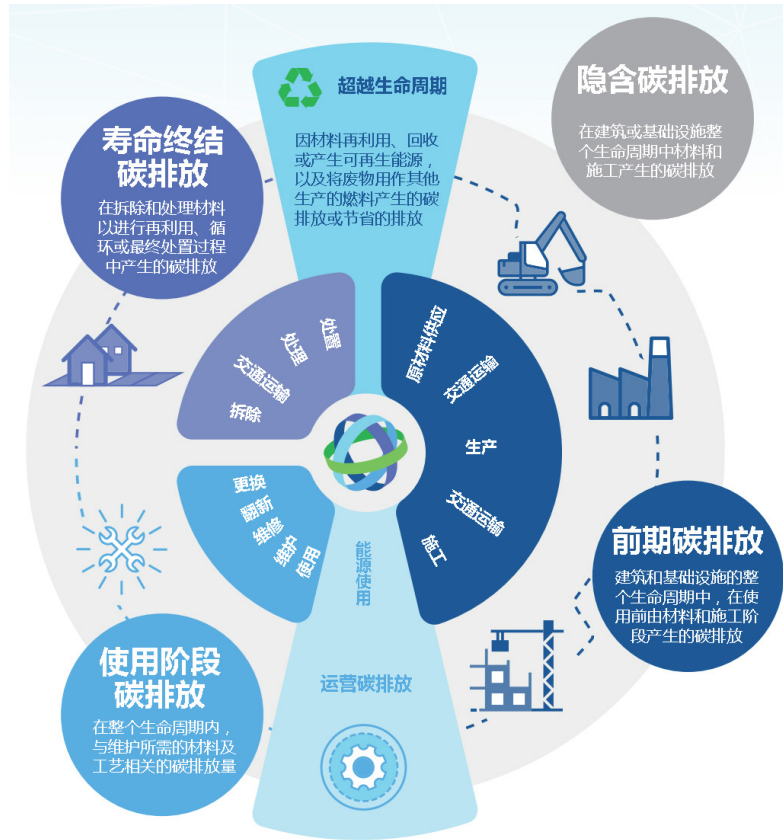 超越生命周期
因材料再利用、回收
或产生可再生能源，
以及将废物用作其他
生产的燃料产生的碳
排放或节省的排放
隐含碳排放
在建筑或基础设施整
个生命周期中材料和
施工产生的碳排放
寿命终结
碳排放
在拆除和处理材料
以进行再利用、循
环或最终处置过程
中产生的碳排放
处置
处理
交通运输
拆除
原材料供应
交通运输
生产
交通运输
施工
更换
翻新
维修
维护
使用
能源使用
前期碳排放
建筑和基础设施的整
个生命周期中，在使
用前由材料和施工阶
段产生的碳排放
使用阶段
碳排放
在整个生命周期内，
与维护所需的材料及
工艺相关的碳排放量
运营碳排放